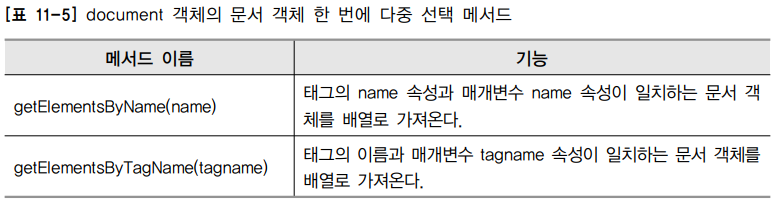 [표 11-5] document 객체의 문서 객체 한 번에 다중 선택 메서드
메서드 이름
기능
getElementsByName(name)
태그의 name 속성과 매개변수 name 속성이 일치하는 문서 객
체를 배열로 가져온다.
getElementsByTagName(tagname)
태그의 이름과 매개변수 tagname 속성이 일치하는 문서 객체를
배열로 가져온다.